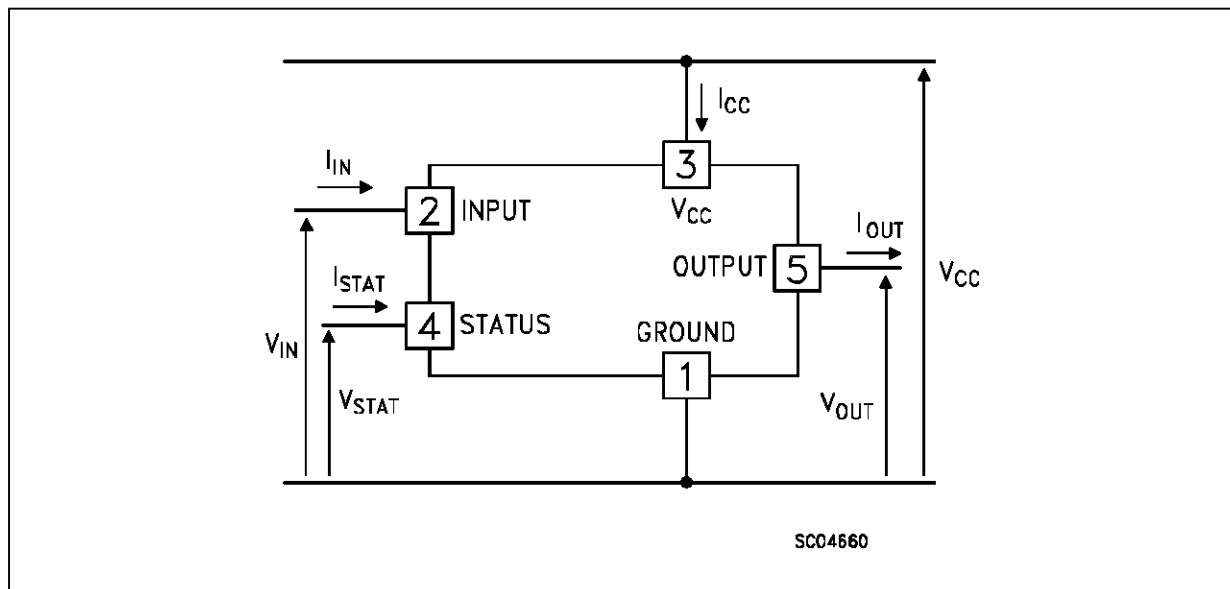 I_CC
3
V_CC
I_IN
2 INPUT
I_OUT
OUTPUT 5
V_CC
I_STAT
4 STATUS
GROUND
1
V_IN
V_STAT
V_OUT
SC04660